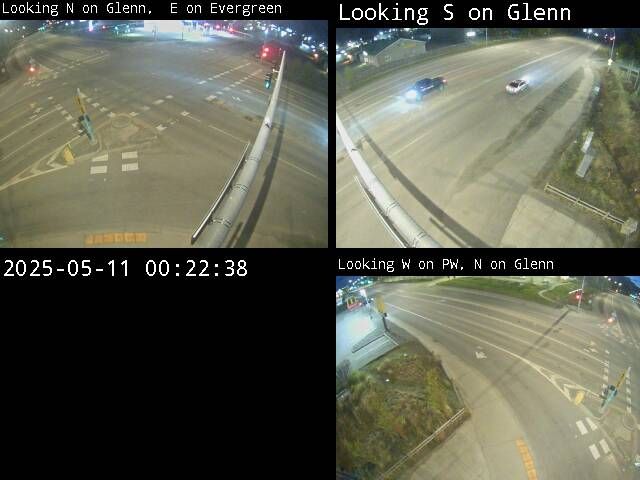 Looking N on Glenn,  E on Evergreen
Looking S on Glenn
2025-05-11 00:22:38
Looking W on PW, N on Glenn